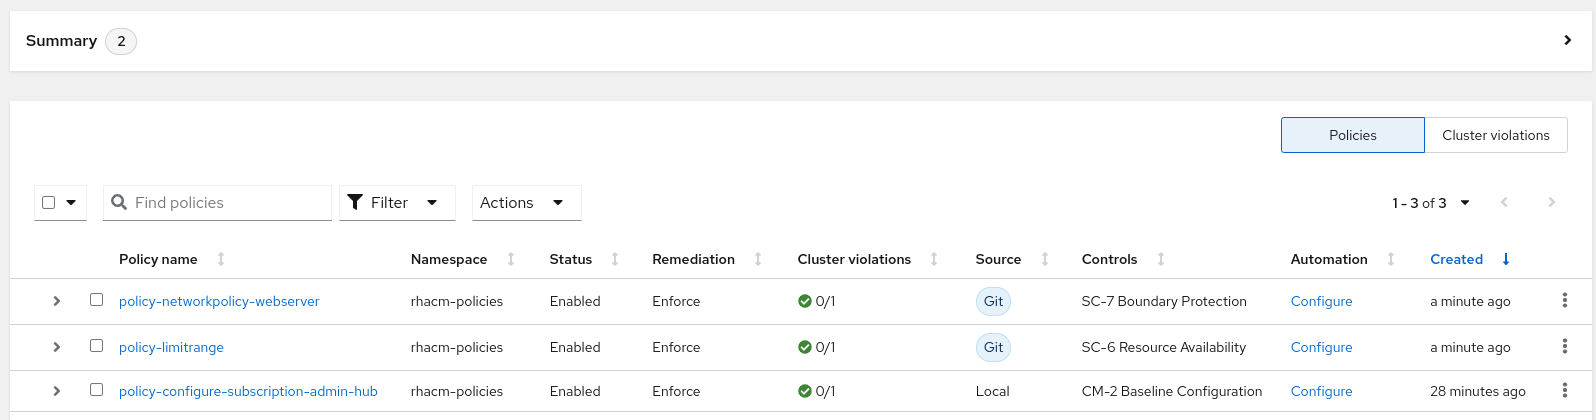 Summary 2
Policies Cluster violations
Find policies Filter Actions 1 - 3 of 3
Policy name Namespace Status Remediation Cluster violations Source Controls Automation Created
policy-networkpolicy-webserver rhacm-policies Enabled Enforce 0/1 Git SC-7 Boundary Protection Configure a minute ago
policy-limitrange rhacm-policies Enabled Enforce 0/1 Git SC-6 Resource Availability Configure a minute ago
policy-configure-subscription-admin-hub rhacm-policies Enabled Enforce 0/1 Local CM-2 Baseline Configuration Configure 28 minutes ago